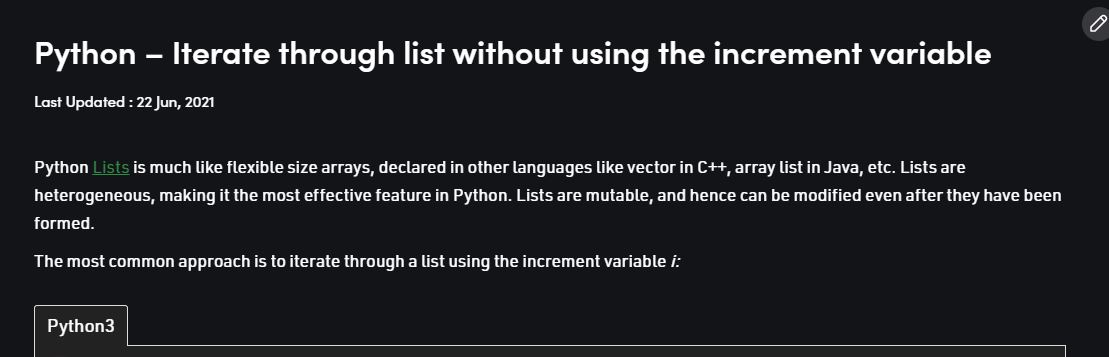 Python – Iterate through list without using the increment variable
Last Updated : 22 Jun, 2021
Python Lists is much like flexible size arrays, declared in other languages like vector in C++, array list in Java, etc. Lists are
heterogeneous, making it the most effective feature in Python. Lists are mutable, and hence can be modified even after they have been
formed.
The most common approach is to iterate through a list using the increment variable i:
Python3